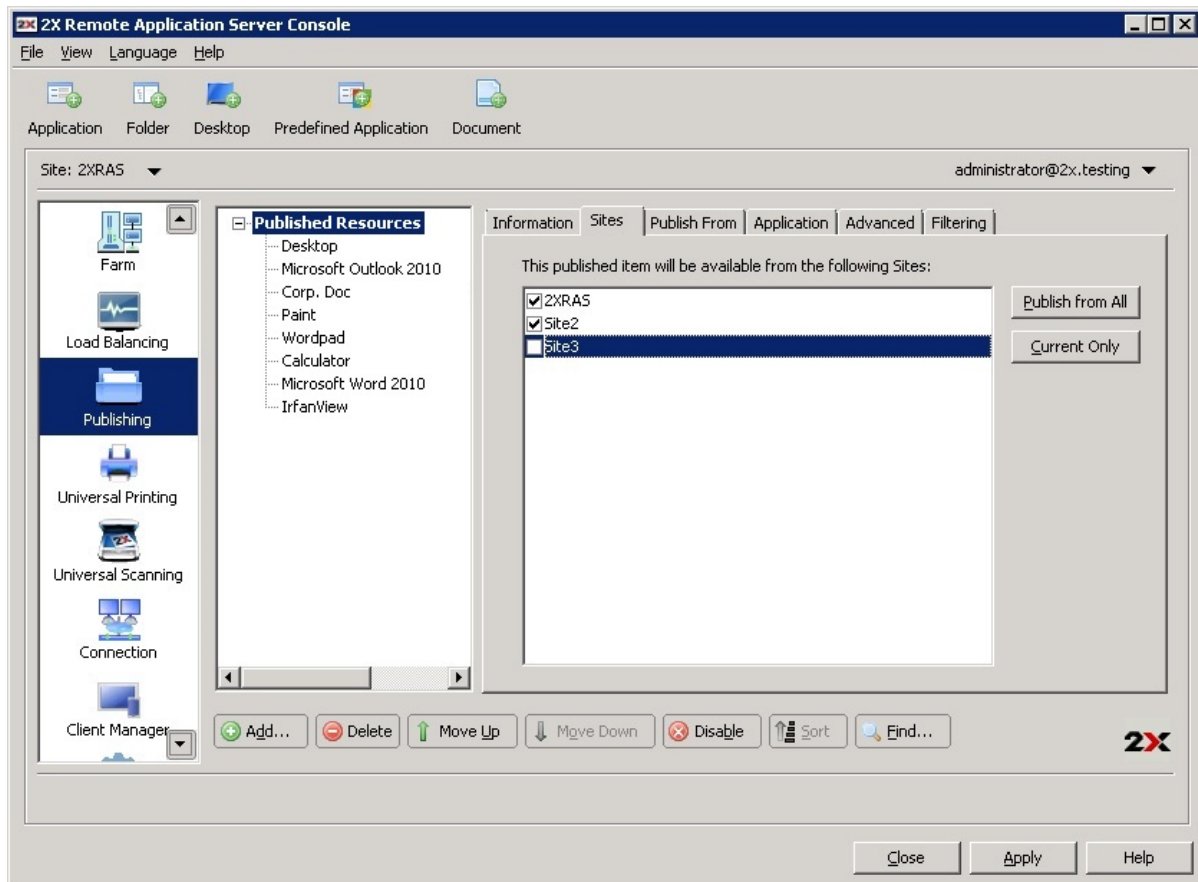 2X 2X Remote Application Server Console
File View Language Help
Application Folder Desktop Predefined Application Document
Site: 2XRAS administrator@2x.testing
Farm
Load Balancing
Publishing
Universal Printing
2X
Universal Scanning
Connection
Client Manager
Published Resources
Desktop
Microsoft Outlook 2010
Corp. Doc
Paint
Wordpad
Calculator
Microsoft Word 2010
IrfanView
Information Sites Publish From Application Advanced Filtering
This published item will be available from the following Sites:
2XRAS
Site2
Site3
Publish from All
Current Only
Add... Delete Move Up Move Down Disable Sort Find...
2X
Close Apply Help